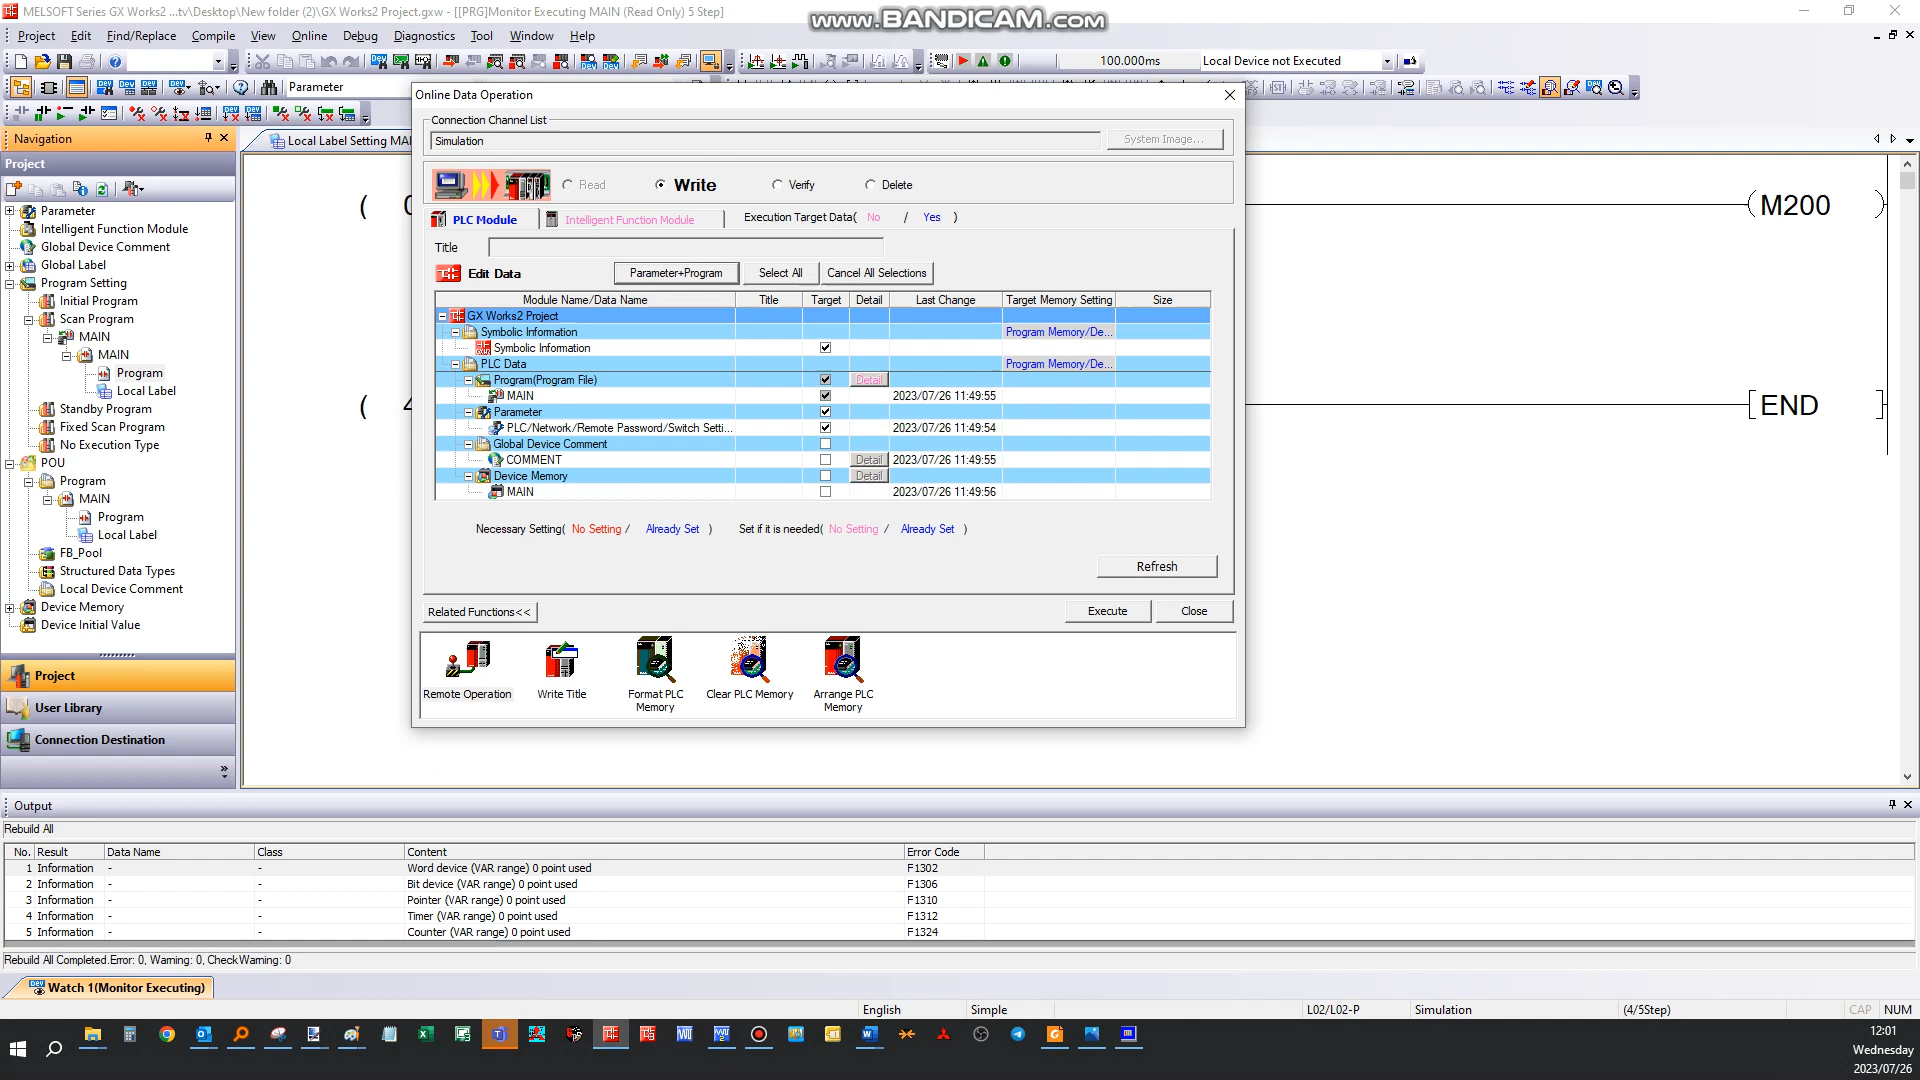 MELSOFT Series GX Works2 ...tv\Desktop\New folder (2)\GX Works2 Project.gxw - [[PRG]Monitor Executing MAIN (Read Only) 5 Step]
www.BANDICAM.com
Project Edit Find/Replace Compile View Online Debug Diagnostics Tool Window Help
100.000ms Local Device not Executed
Parameter
Navigation
Local Label Setting MAI
Project
Parameter
Intelligent Function Module
Global Device Comment
Global Label
Program Setting
Initial Program
Scan Program
MAIN
MAIN
Program
Local Label
Standby Program
Fixed Scan Program
No Execution Type
POU
Program
MAIN
Program
Local Label
FB_Pool
Structured Data Types
Local Device Comment
Device Memory
Device Initial Value
Project
User Library
Connection Destination
( 0
( 4
(M200 )
[END ]
Online Data Operation
Connection Channel List
Simulation
System Image...
Read Write Verify Delete
PLC Module Intelligent Function Module Execution Target Data( No / Yes )
Title
Edit Data Parameter+Program Select All Cancel All Selections
Module Name/Data Name Title Target Detail Last Change Target Memory Setting Size
GX Works2 Project
Symbolic Information Program Memory/De...
Symbolic Information
PLC Data Program Memory/De...
Program(Program File) Detail
MAIN 2023/07/26 11:49:55
Parameter
PLC/Network/Remote Password/Switch Setti... 2023/07/26 11:49:54
Global Device Comment
COMMENT Detail 2023/07/26 11:49:55
Device Memory Detail
MAIN 2023/07/26 11:49:56
Necessary Setting( No Setting / Already Set ) Set if it is needed( No Setting / Already Set )
Refresh
Related Functions<< Execute Close
Remote Operation Write Title Format PLC Memory Clear PLC Memory Arrange PLC Memory
Output
Rebuild All
No. Result Data Name Class Content Error Code
1 Information - - Word device (VAR range) 0 point used F1302
2 Information - - Bit device (VAR range) 0 point used F1306
3 Information - - Pointer (VAR range) 0 point used F1310
4 Information - - Timer (VAR range) 0 point used F1312
5 Information - - Counter (VAR range) 0 point used F1324
Rebuild All Completed.Error: 0, Warning: 0, CheckWarning: 0
Watch 1(Monitor Executing)
English Simple L02/L02-P Simulation (4/5Step) CAP NUM
12:01
Wednesday
2023/07/26